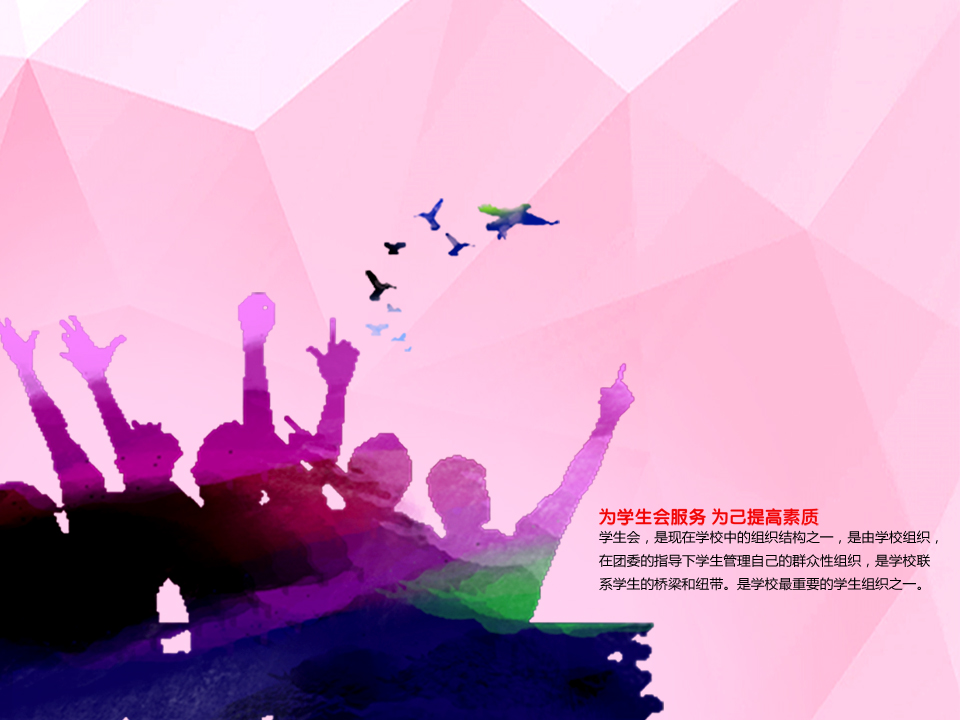 为学生会服务 为己提高素质
学生会，是现在学校中的组织结构之一，是由学校组织，
在团委的指导下学生管理自己的群众性组织，是学校联
系学生的桥梁和纽带。是学校最重要的学生组织之一。